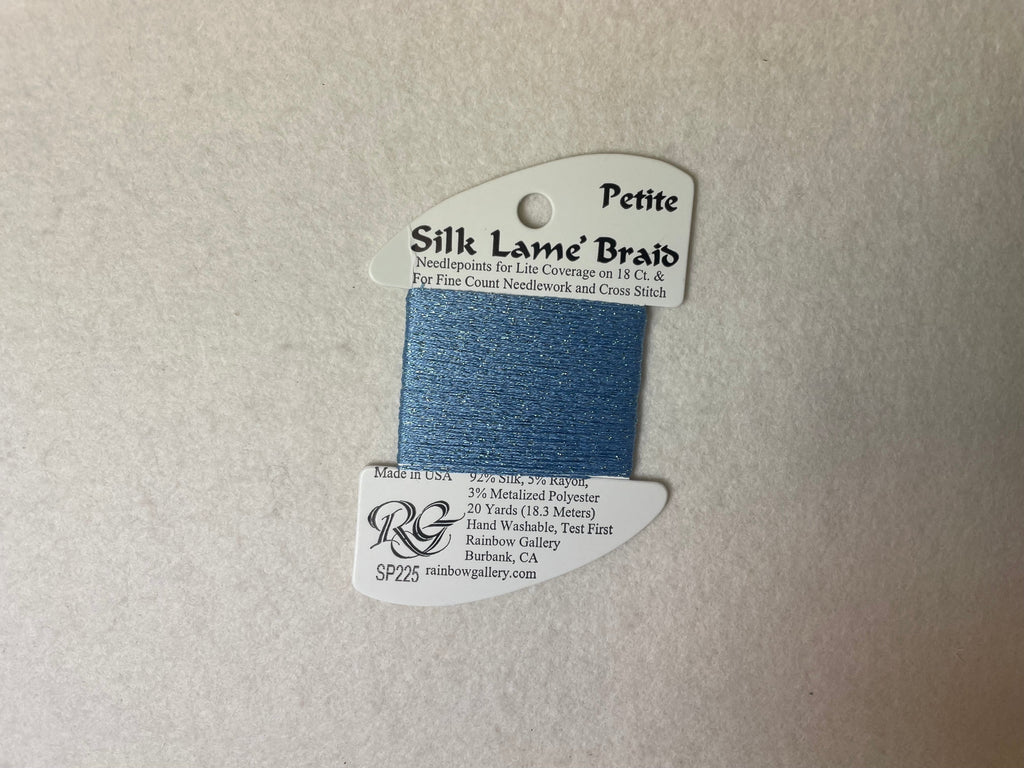 Petite
Silk Lame' Braid
Needlepoints for Lite Coverage on 18 Ct. &
For Fine Count Needlework and Cross Stitch
Made in USA
92% Silk, 5% Rayon,
3% Metalized Polyester
20 Yards (18.3 Meters)
Hand Washable, Test First
Rainbow Gallery
Burbank, CA
rainbowgallery.com
RG
SP225